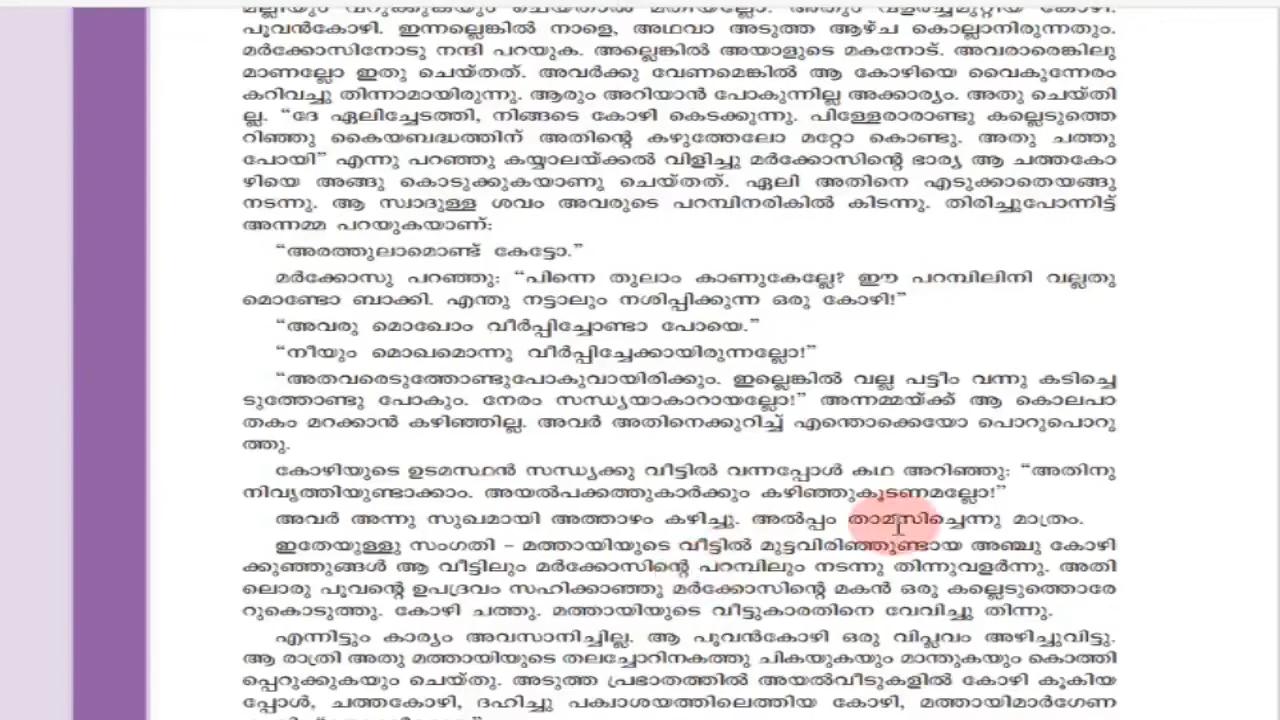 മല്ലിയും വറുക്കുകയും ചെയ്താൽ മതിയല്ലോ. അതും വളർച്ചമുറ്റിയ കോഴി.
പൂവൻകോഴി. ഇന്നല്ലെങ്കിൽ നാളെ, അഥവാ അടുത്ത ആഴ്ച കൊല്ലാനിരുന്നതും.
മർക്കോസിനോടു നന്ദി പറയുക. അല്ലെങ്കിൽ അയാളുടെ മകനോട്. അവരാരെങ്കിലു
മാണല്ലോ ഇതു ചെയ്തത്. അവർക്കു വേണമെങ്കിൽ ആ കോഴിയെ വൈകുന്നേരം
കറിവച്ചു തിന്നാമായിരുന്നു. ആരും അറിയാൻ പോകുന്നില്ല അക്കാര്യം. അതു ചെയ്തി
ല്ല. “ദേ ഏലിച്ചേടത്തി, നിങ്ങടെ കോഴി കെടക്കുന്നു. പിള്ളേരാരാണ്ടു കല്ലെടുത്തെ
റിഞ്ഞു കൈയബദ്ധത്തിന് അതിന്റെ കഴുത്തേലോ മറ്റോ കൊണ്ടു. അതു ചത്തു
പോയി” എന്നു പറഞ്ഞു കയ്യാലയ്ക്കൽ വിളിച്ചു മർക്കോസിന്റെ ഭാര്യ ആ ചത്തകോ
ഴിയെ അങ്ങു കൊടുക്കുകയാണു ചെയ്തത്. ഏലി അതിനെ എടുക്കാതെയങ്ങു
നടന്നു. ആ സ്വാദുള്ള ശവം അവരുടെ പറമ്പിനരികിൽ കിടന്നു. തിരിച്ചുപോന്നിട്ട്
അന്നമ്മ പറയുകയാണ്:
“അരത്തുലാമൊണ്ട് കേട്ടോ.”
മർക്കോസു പറഞ്ഞു: “പിന്നെ തുലാം കാണുകേല്ലേ? ഈ പറമ്പിലിനി വല്ലതു
മൊണ്ടോ ബാക്കി. എന്തു നട്ടാലും നശിപ്പിക്കുന്ന ഒരു കോഴി!”
“അവരു മൊഖോം വീർപ്പിച്ചോണ്ടാ പോയെ.”
“നീയും മൊഖമൊന്നു വീർപ്പിച്ചേക്കായിരുന്നല്ലോ!”
“അതവരെടുത്തോണ്ടുപോകുവായിരിക്കും. ഇല്ലെങ്കിൽ വല്ല പട്ടീം വന്നു കടിച്ചെ
ടുത്തോണ്ടു പോകും. നേരം സന്ധ്യയാകാറായല്ലോ!” അന്നമ്മയ്ക്ക് ആ കൊലപാ
തകം മറക്കാൻ കഴിഞ്ഞില്ല. അവർ അതിനെക്കുറിച്ച് എന്തൊക്കെയോ പൊറുപൊറു
ത്തു.
കോഴിയുടെ ഉടമസ്ഥൻ സന്ധ്യക്കു വീട്ടിൽ വന്നപ്പോൾ കഥ അറിഞ്ഞു: “അതിനു
നിവൃത്തിയുണ്ടാക്കാം. അയൽപക്കത്തുകാർക്കും കഴിഞ്ഞുകൂടണമല്ലോ!”
അവർ അന്നു സുഖമായി അത്താഴം കഴിച്ചു. അൽപ്പം താമസിച്ചെന്നു മാത്രം.
ഇതേയുള്ളു സംഗതി – മത്തായിയുടെ വീട്ടിൽ മുട്ടവിരിഞ്ഞുണ്ടായ അഞ്ചു കോഴി
ക്കുഞ്ഞുങ്ങൾ ആ വീട്ടിലും മർക്കോസിന്റെ പറമ്പിലും നടന്നു തിന്നുവളർന്നു. അതി
ലൊരു പൂവന്റെ ഉപദ്രവം സഹിക്കാഞ്ഞു മർക്കോസിന്റെ മകൻ ഒരു കല്ലെടുത്തൊരേ
റുകൊടുത്തു. കോഴി ചത്തു. മത്തായിയുടെ വീട്ടുകാരതിനെ വേവിച്ചു തിന്നു.
എന്നിട്ടും കാര്യം അവസാനിച്ചില്ല. ആ പൂവൻകോഴി ഒരു വിപ്ലവം അഴിച്ചുവിട്ടു.
ആ രാത്രി അതു മത്തായിയുടെ തലച്ചോറിനകത്തു ചികയുകയും മാന്തുകയും കൊത്തി
പ്പെറുക്കുകയും ചെയ്തു. അടുത്ത പ്രഭാതത്തിൽ അയൽവീടുകളിൽ കോഴി കൂകിയ
പ്പോൾ, ചത്തകോഴി, ദഹിച്ചു പക്വാശയത്തിലെത്തിയ കോഴി, മത്തായിമാർഗേണ